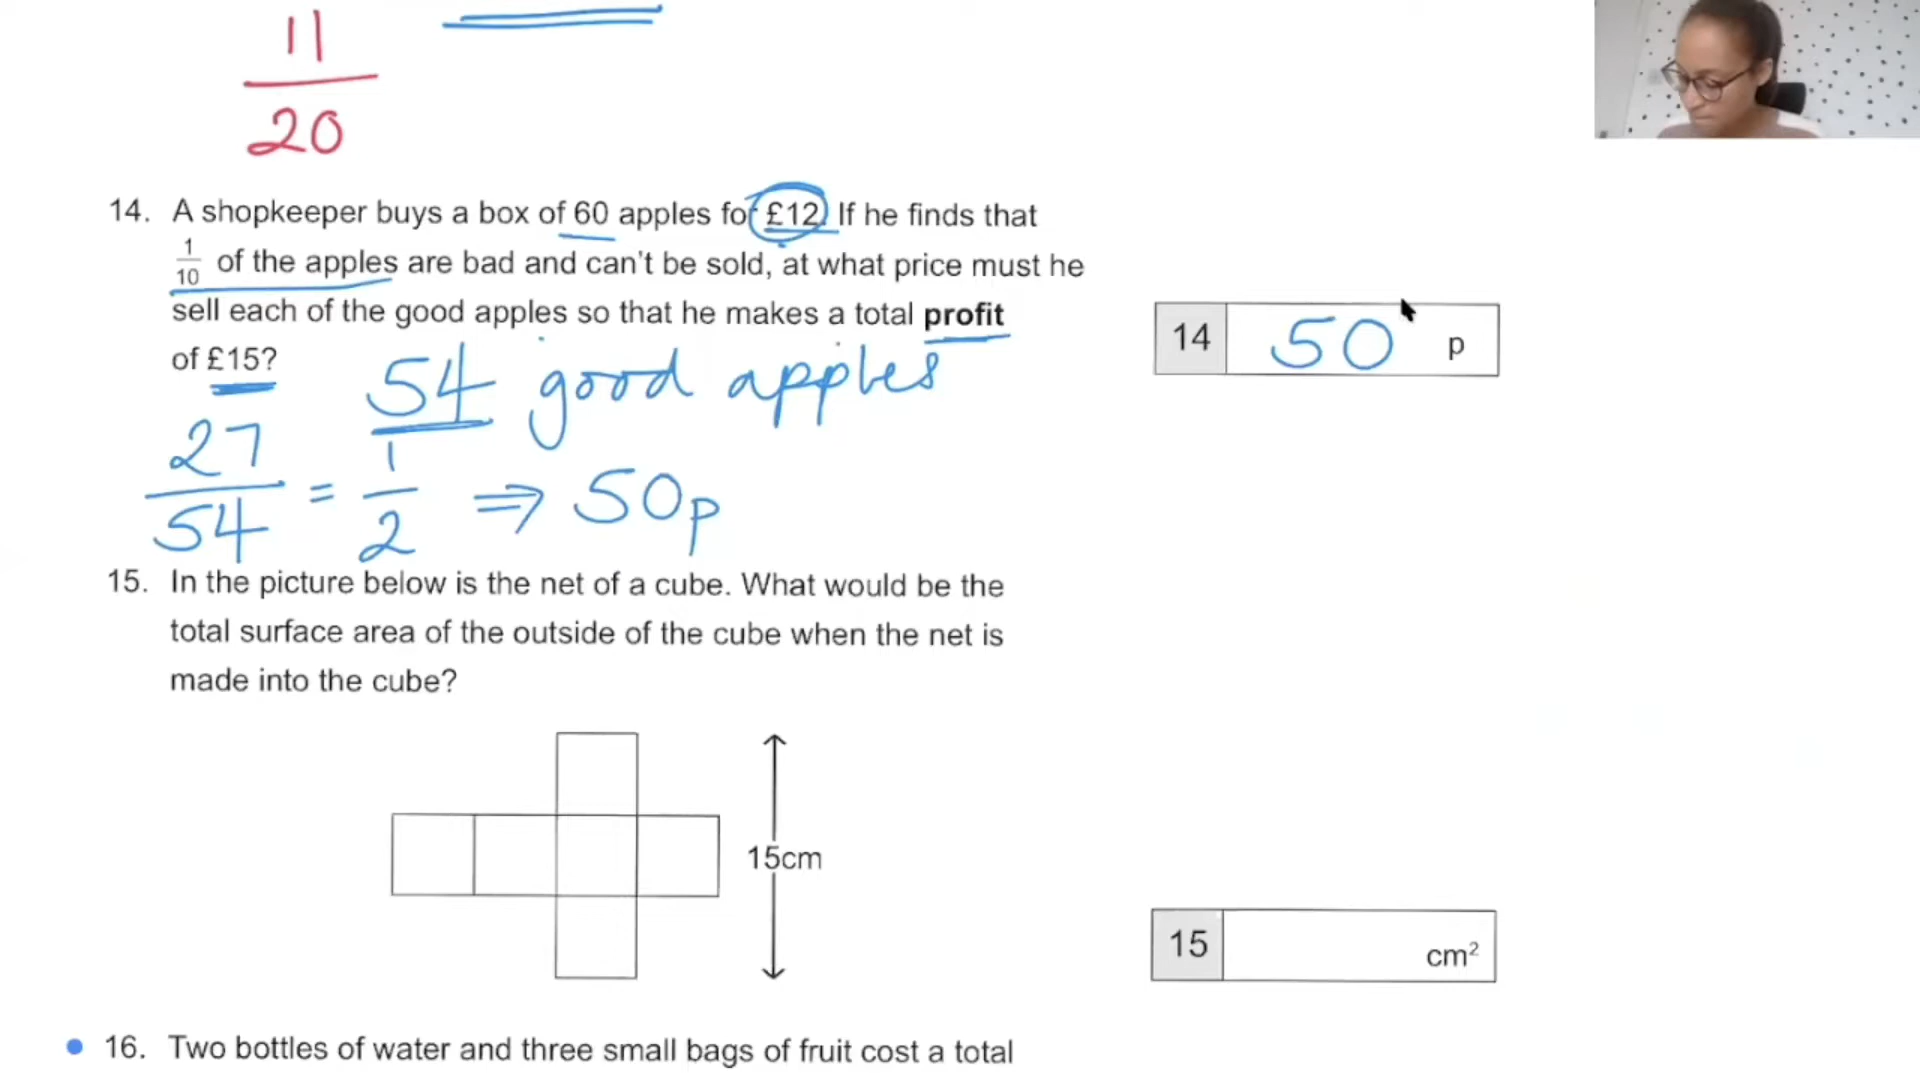 11
20
14. A shopkeeper buys a box of 60 apples for £12. If he finds that
1/10 of the apples are bad and can't be sold, at what price must he
sell each of the good apples so that he makes a total profit
of £15?
14 50 p
54 good apples
27/54 = 1/2 ⇒ 50p
15. In the picture below is the net of a cube. What would be the
total surface area of the outside of the cube when the net is
made into the cube?
15cm
15 cm²
16. Two bottles of water and three small bags of fruit cost a total